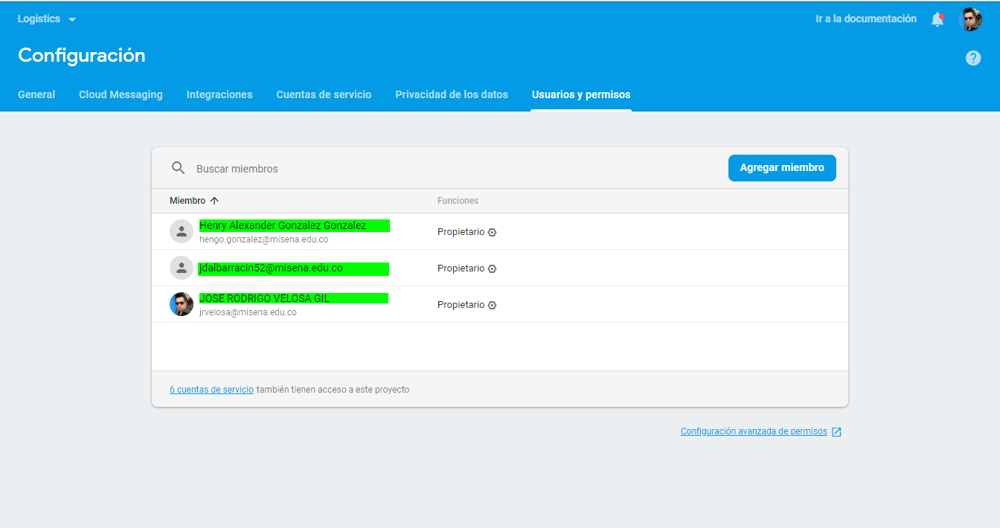 Logistics
Ir a la documentación
Configuración
General Cloud Messaging Integraciones Cuentas de servicio Privacidad de los datos Usuarios y permisos
Buscar miembros
Agregar miembro
Miembro Funciones
Henry Alexander Gonzalez Gonzalez
hengo.gonzalez@misena.edu.co
Propietario
jdalbarracin52@misena.edu.co
Propietario
JOSE RODRIGO VELOSA GIL
jrvelosa@misena.edu.co
Propietario
6 cuentas de servicio también tienen acceso a este proyecto
Configuración avanzada de permisos